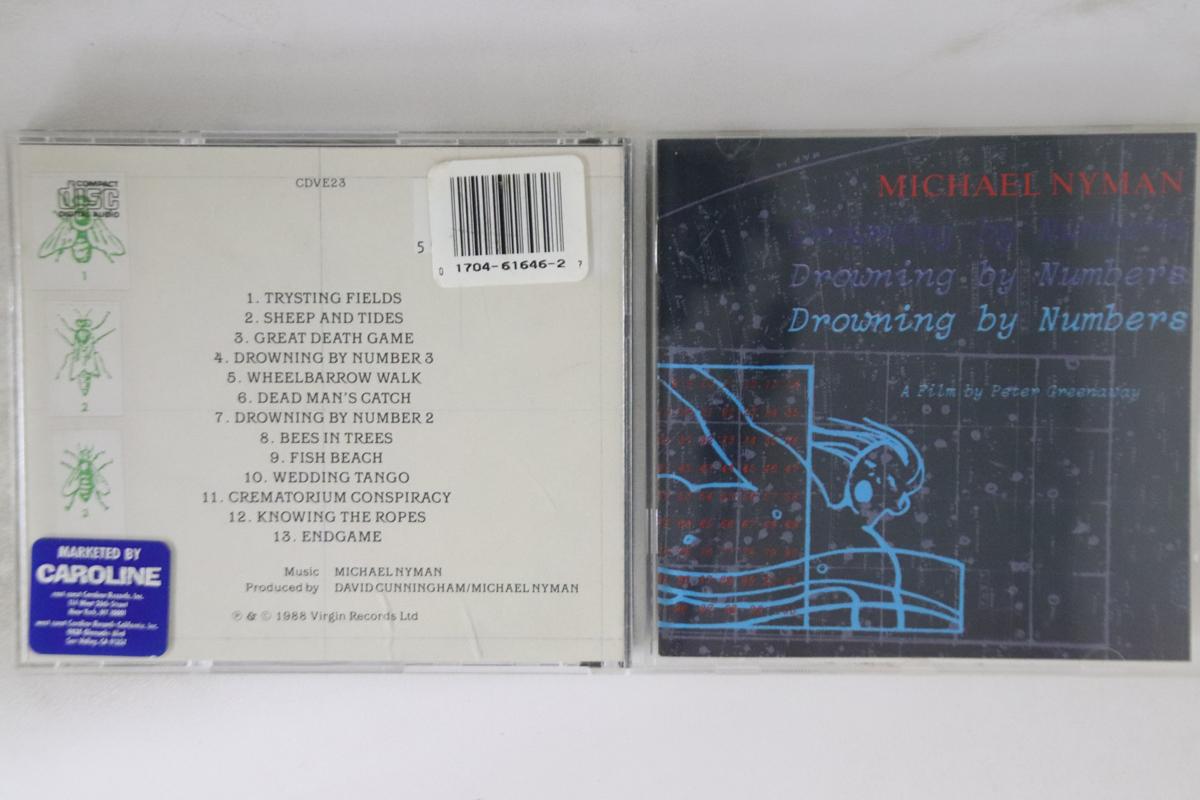 COMPACT
disc
DIGITAL AUDIO
CDVE23
5
0 1704-61646-2 7
1
2
3
1. TRYSTING FIELDS
2. SHEEP AND TIDES
3. GREAT DEATH GAME
4. DROWNING BY NUMBER 3
5. WHEELBARROW WALK
6. DEAD MAN'S CATCH
7. DROWNING BY NUMBER 2
8. BEES IN TREES
9. FISH BEACH
10. WEDDING TANGO
11. CREMATORIUM CONSPIRACY
12. KNOWING THE ROPES
13. ENDGAME
Music MICHAEL NYMAN
Produced by DAVID CUNNINGHAM/MICHAEL NYMAN
℗ & © 1988 Virgin Records Ltd
MARKETED BY
CAROLINE
MICHAEL NYMAN
Drowning by Numbers
Drowning by Numbers
Drowning by Numbers
A Film by Peter Greenaway